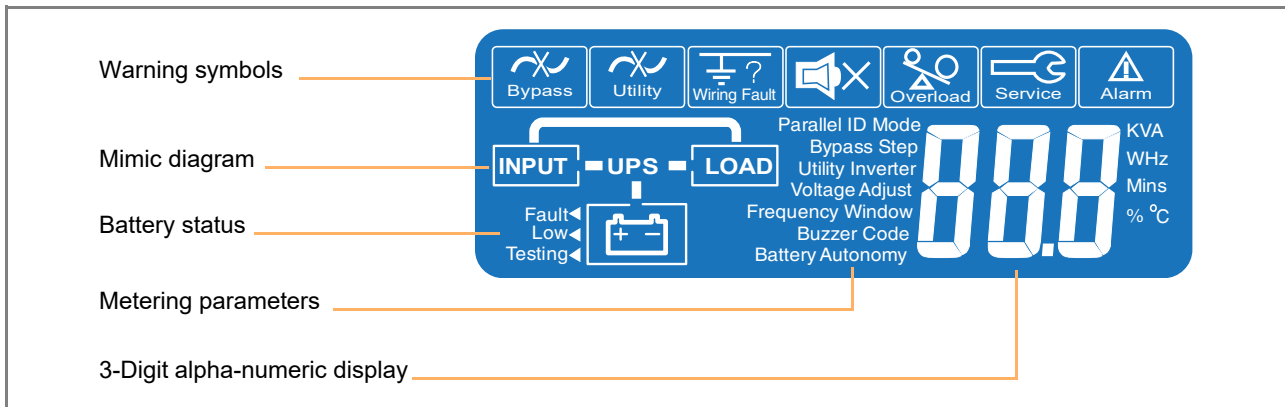 Warning symbols
Bypass
Utility
?
Wiring Fault
Overload
Service
Alarm
Mimic diagram
INPUT
UPS
LOAD
Parallel ID Mode
Bypass Step
Utility Inverter
Voltage Adjust
Frequency Window
Buzzer Code
Battery Autonomy
88.8
KVA
WHz
Mins
% °C
Battery status
Fault
Low
Testing
+ −
Metering parameters
3-Digit alpha-numeric display